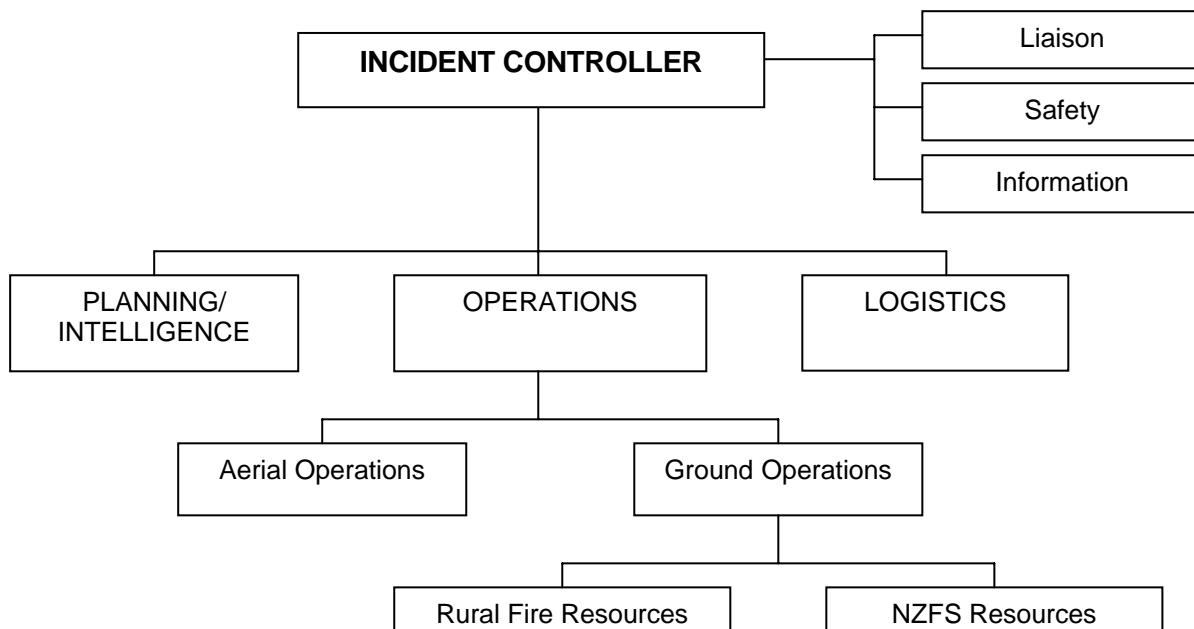 INCIDENT CONTROLLER
Liaison
Safety
Information
PLANNING/
INTELLIGENCE
OPERATIONS
LOGISTICS
Aerial Operations
Ground Operations
Rural Fire Resources
NZFS Resources